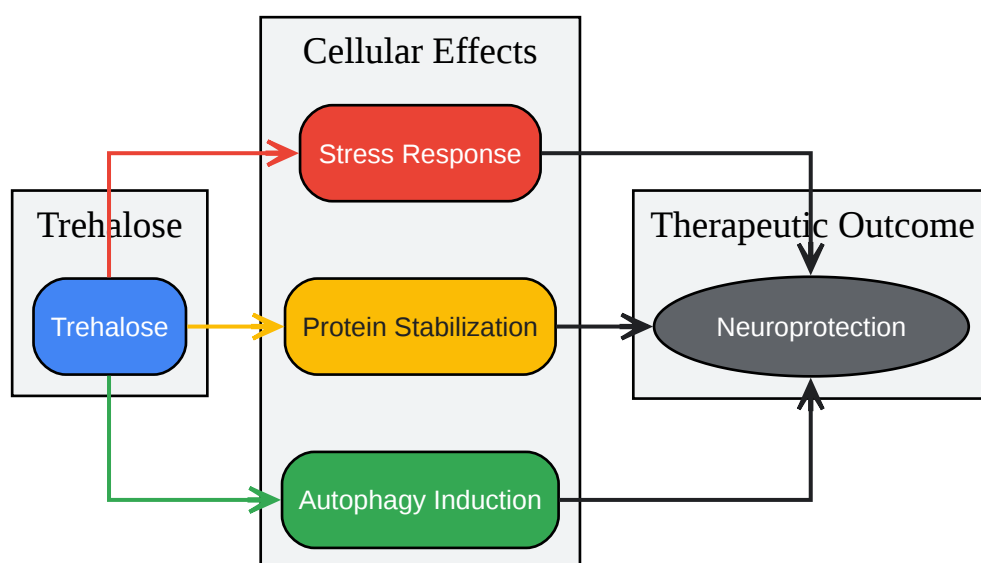 Cellular Effects
Stress Response
Trehalose
Therapeutic Outcome
Trehalose
Protein Stabilization
Neuroprotection
Autophagy Induction